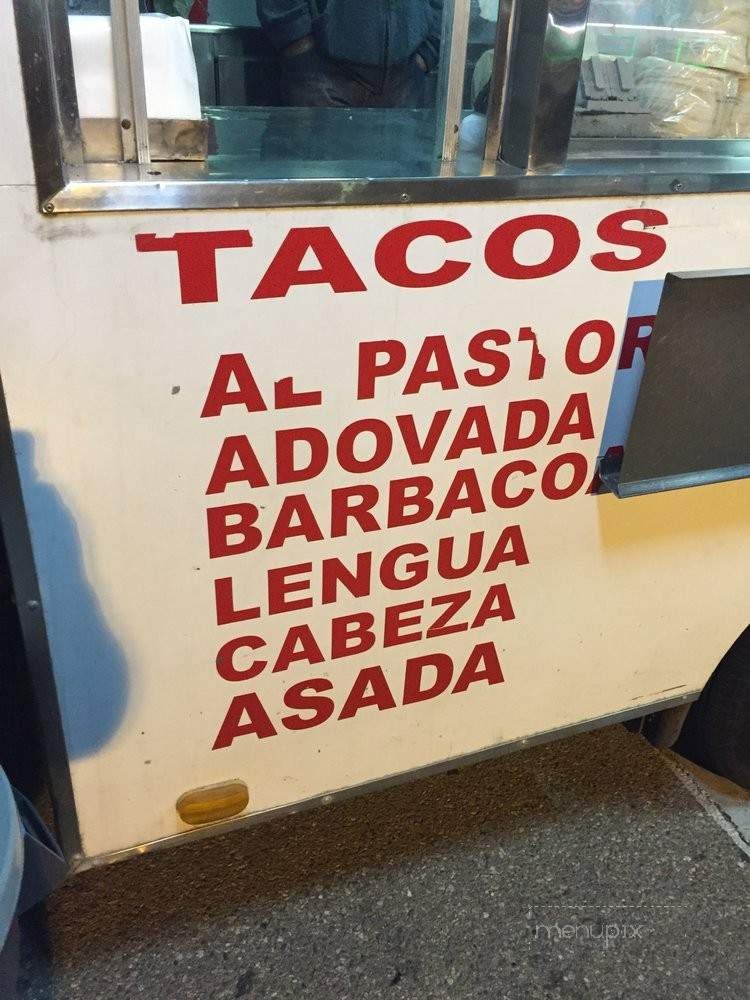 TACOS
AL PASTOR
ADOVADA
BARBACOA
LENGUA
CABEZA
ASADA
menupix